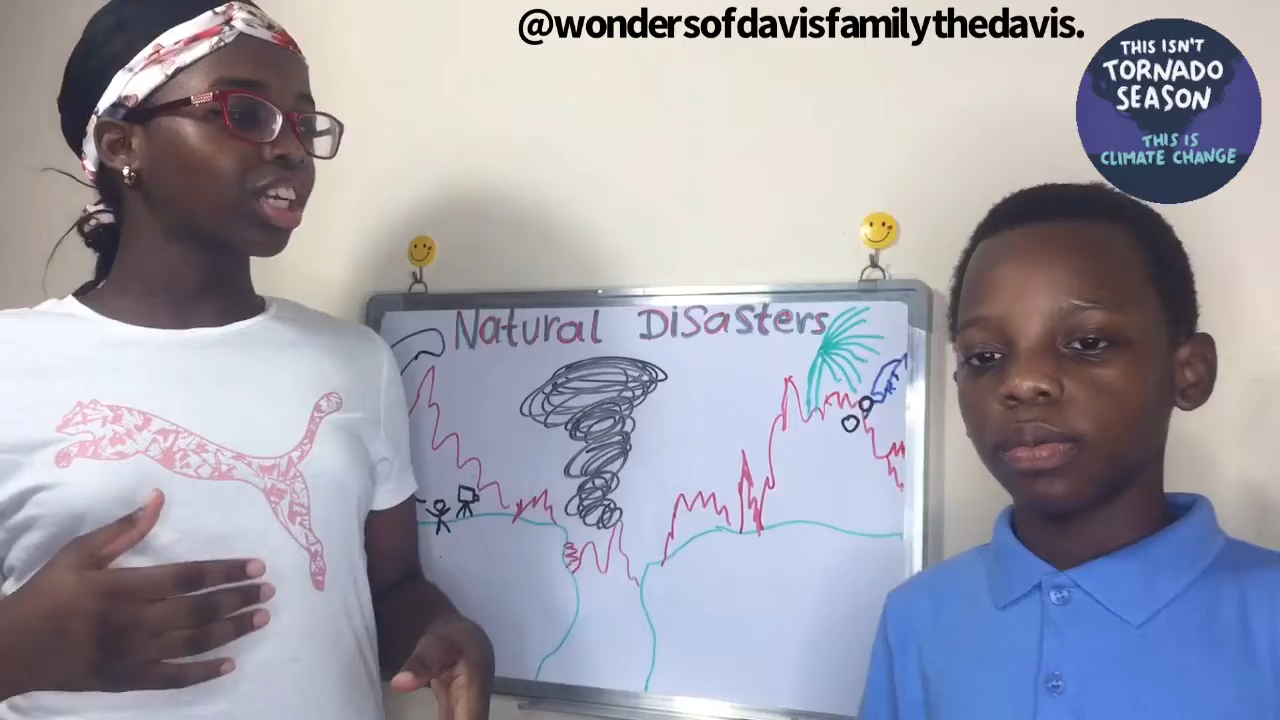 @wondersofdavisfamilythedavis.
THIS ISN'T
TORNADO
SEASON
THIS IS
CLIMATE CHANGE
Natural DiSaSters